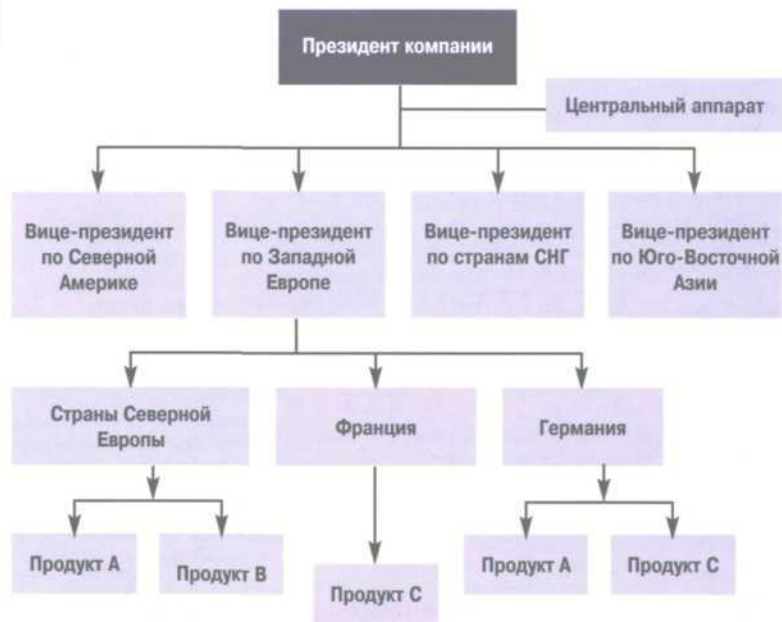 Президент компании
Центральный аппарат
Вице-президент
по Северной
Америке
Вице-президент
по Западной
Европе
Вице-президент
по странам СНГ
Вице-президент
по Юго-Восточной
Азии
Страны Северной
Европы
Франция
Германия
Продукт A
Продукт B
Продукт C
Продукт A
Продукт C